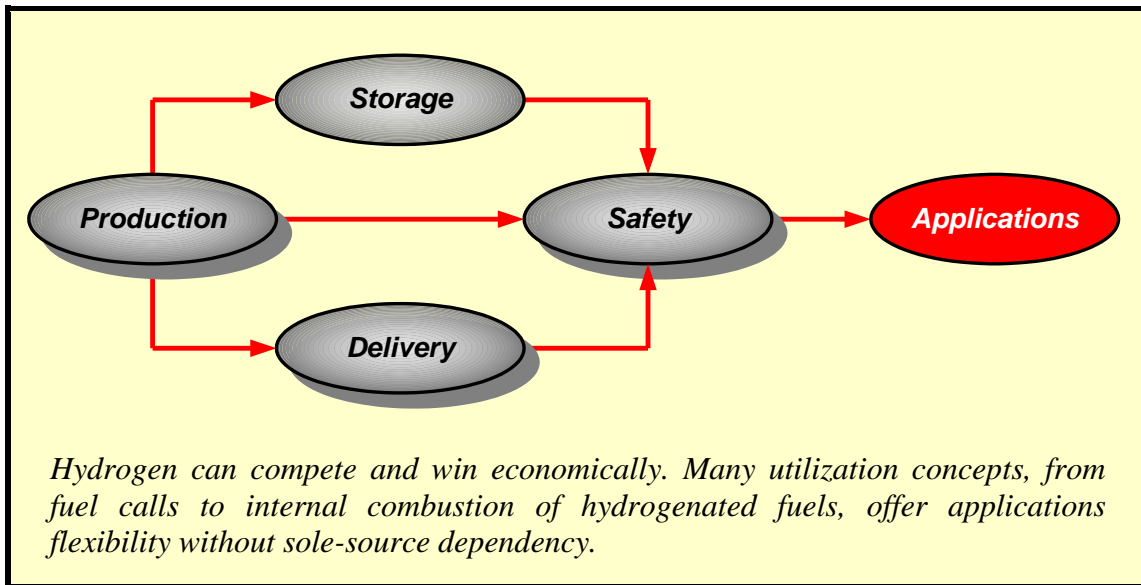 Storage
Production
Safety
Applications
Delivery
Hydrogen can compete and win economically. Many utilization concepts, from
fuel calls to internal combustion of hydrogenated fuels, offer applications
flexibility without sole-source dependency.